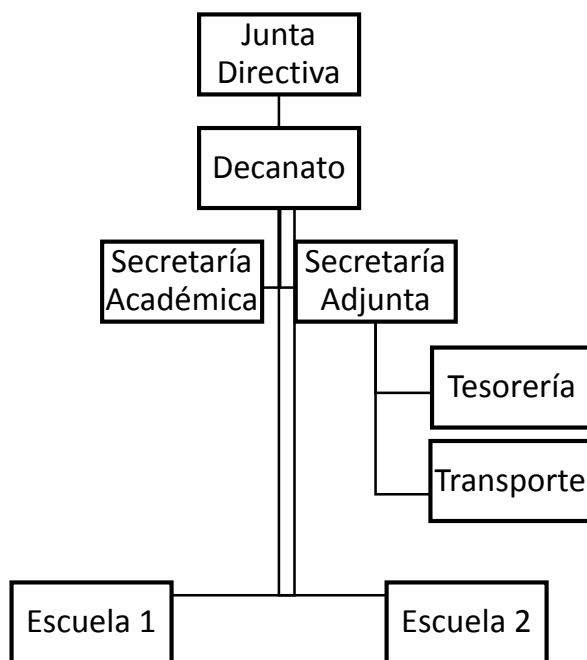 Junta
Directiva
Decanato
Secretaría
Académica
Secretaría
Adjunta
Tesorería
Transporte
Escuela 1
Escuela 2